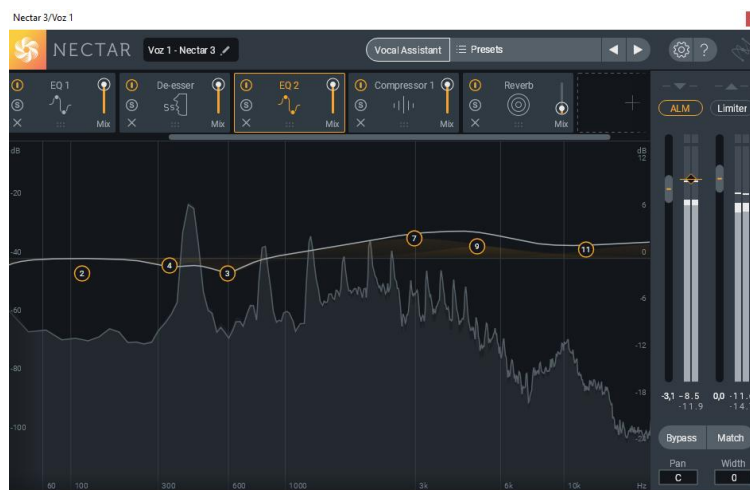 Nectar 3/Voz 1
NECTAR Voz 1 - Nectar 3 Vocal Assistant Presets ?
EQ 1 De-esser EQ 2 Compressor 1 Reverb
S S Ss S S S +
Mix Mix Mix Mix Mix
ALM Limiter
dB dB
12
-20
6
-40 0
2 4 3 7 9 11
-60 -6
-12
-80
-18
-100
60 100 300 600 1000 3k 6k 10k Hz
-3,1 -8.5 0,0
-11.9
Bypass Match
Pan Width
C 0